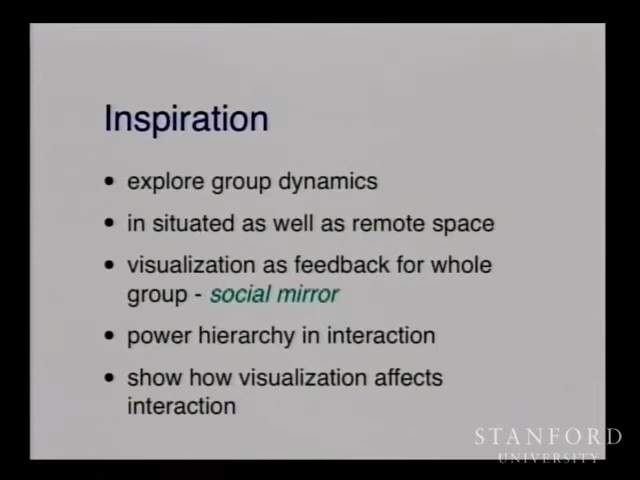 Inspiration
• explore group dynamics
• in situated as well as remote space
• visualization as feedback for whole
group - social mirror
• power hierarchy in interaction
• show how visualization affects
interaction
STANFORD
UNIVERSITY